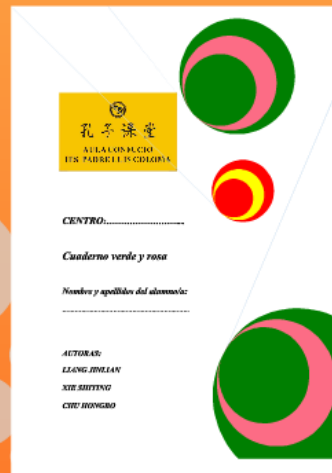 孔子课堂
AULA CONFUCIO
IES PADRE LUIS COLOMA
CENTRO:..............................
Cuaderno verde y rosa
Nombre y apellidos del alumno/a:
......................................................
AUTORAS:
LIANG JINLIAN
XIE SHITING
CHU HONGBO